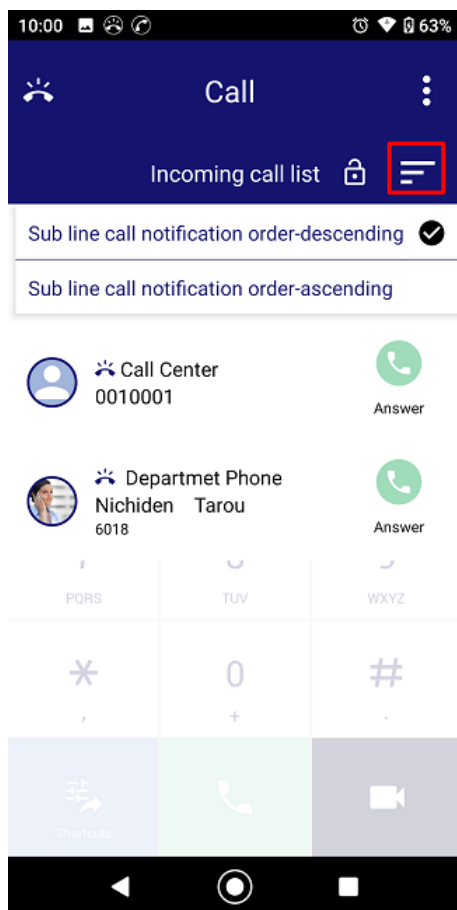 10:00
63%
Call
Incoming call list
Sub line call notification order-descending
Sub line call notification order-ascending
Call Center
0010001
Answer
Departmet Phone
Nichiden Tarou
6018
Answer
PQRS
TUV
WXYZ
*
0
#
,
+
.
Shortcuts